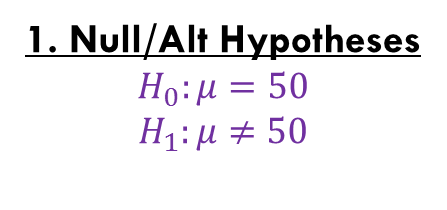 1. Null/Alt Hypotheses
H₀: μ = 50
H₁: μ ≠ 50